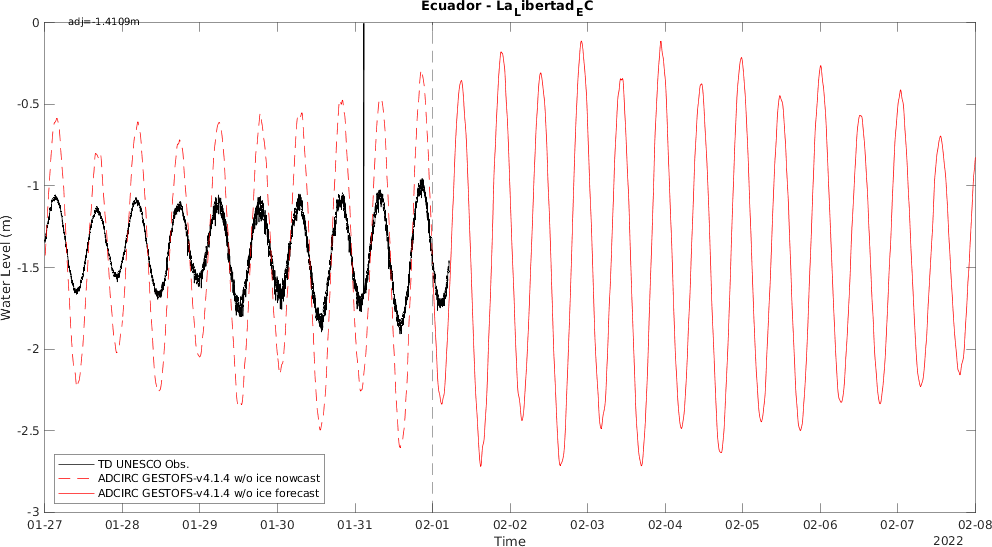 Ecuador - LaLibertadEC
adj=-1.4109m
0
-0.5
-1
-1.5
-2
-2.5
-3
Water Level (m)
TD UNESCO Obs.
ADCIRC GESTOFS-v4.1.4 w/o ice nowcast
ADCIRC GESTOFS-v4.1.4 w/o ice forecast
01-27 01-28 01-29 01-30 01-31 02-01 02-02 02-03 02-04 02-05 02-06 02-07 02-08
Time
2022